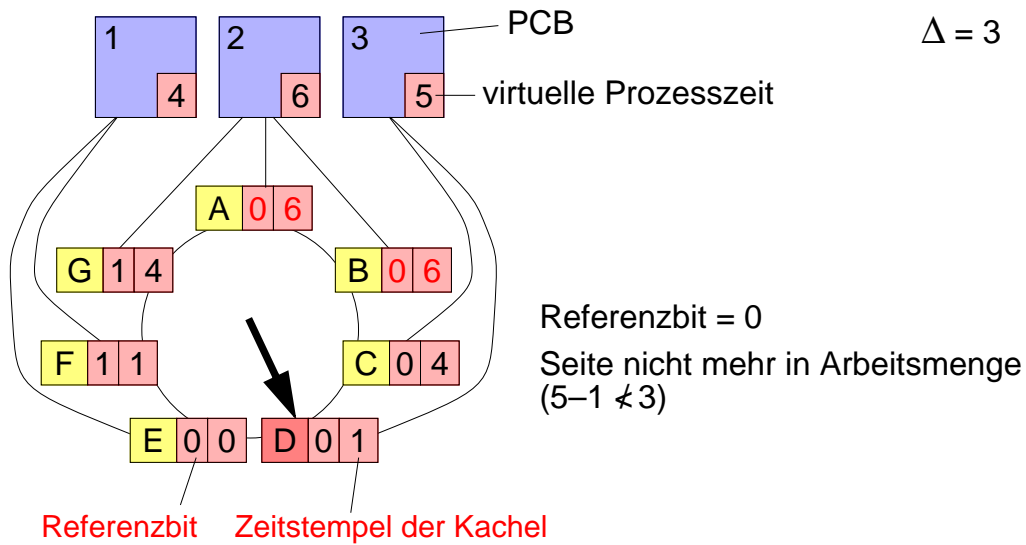 1
2
3
PCB
Δ = 3
4
6
5
virtuelle Prozesszeit
A 0 6
G 1 4
B 0 6
Referenzbit = 0
F 1 1
C 0 4
Seite nicht mehr in Arbeitsmenge
(5–1 ≮ 3)
E 0 0
D 0 1
Referenzbit
Zeitstempel der Kachel